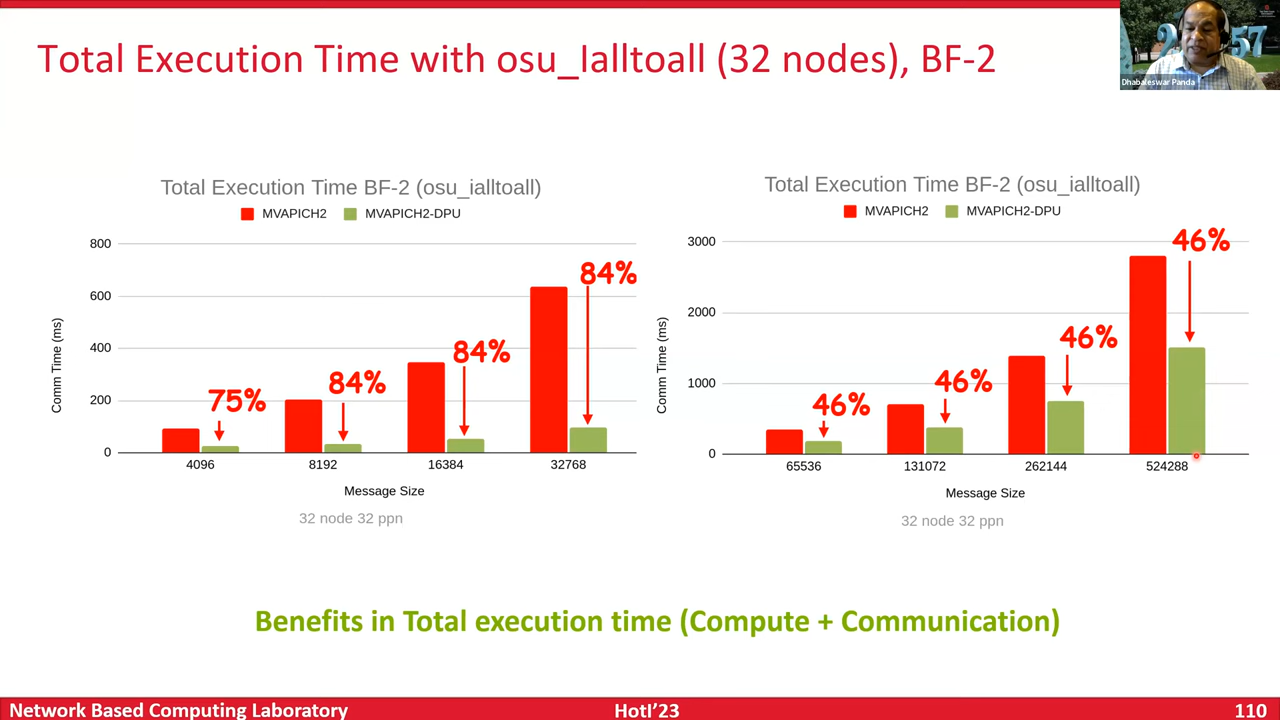 Total Execution Time with osu_Ialltoall (32 nodes), BF-2
57
Dhabaleswar Panda
Total Execution Time BF-2 (osu_ialltoall)
MVAPICH2 MVAPICH2-DPU
800
600
400
200
0
Comm Time (ms)
75%
84%
84%
84%
4096 8192 16384 32768
Message Size
32 node 32 ppn
Total Execution Time BF-2 (osu_ialltoall)
MVAPICH2 MVAPICH2-DPU
3000
2000
1000
0
Comm Time (ms)
46%
46%
46%
46%
65536 131072 262144 524288
Message Size
32 node 32 ppn
Benefits in Total execution time (Compute + Communication)
Network Based Computing Laboratory HotI’23 110